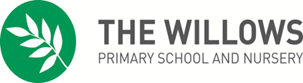 THE WILLOWS
PRIMARY SCHOOL AND NURSERY